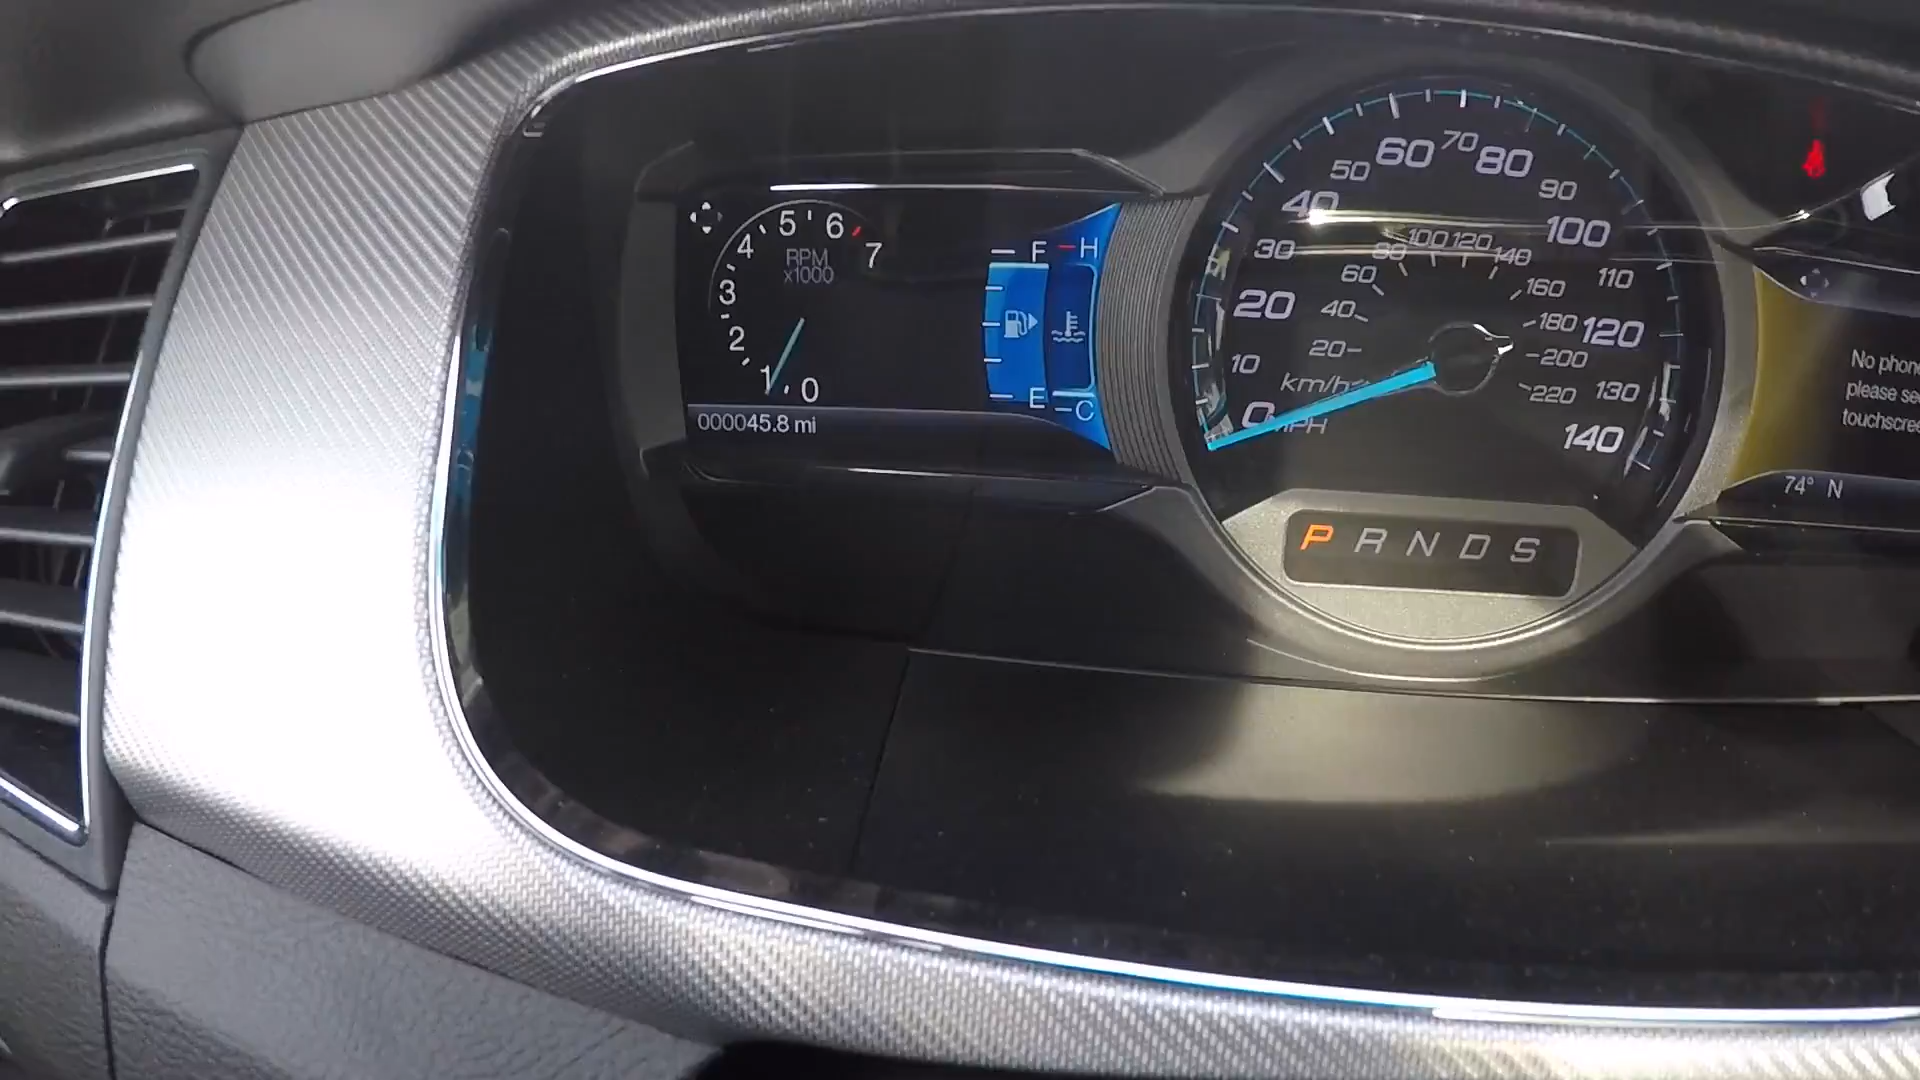 5 6
4
7
RPM
x1000
3
2
1 0
000045.8 mi
F H
E C
0 10 20 30 40 50 60 70 80 90 100 110 120 130 140
20 40 60 80 100 120 140 160 180 200 220
km/h
MPH
P R N D S
No phone
please se
touchscree
74° N